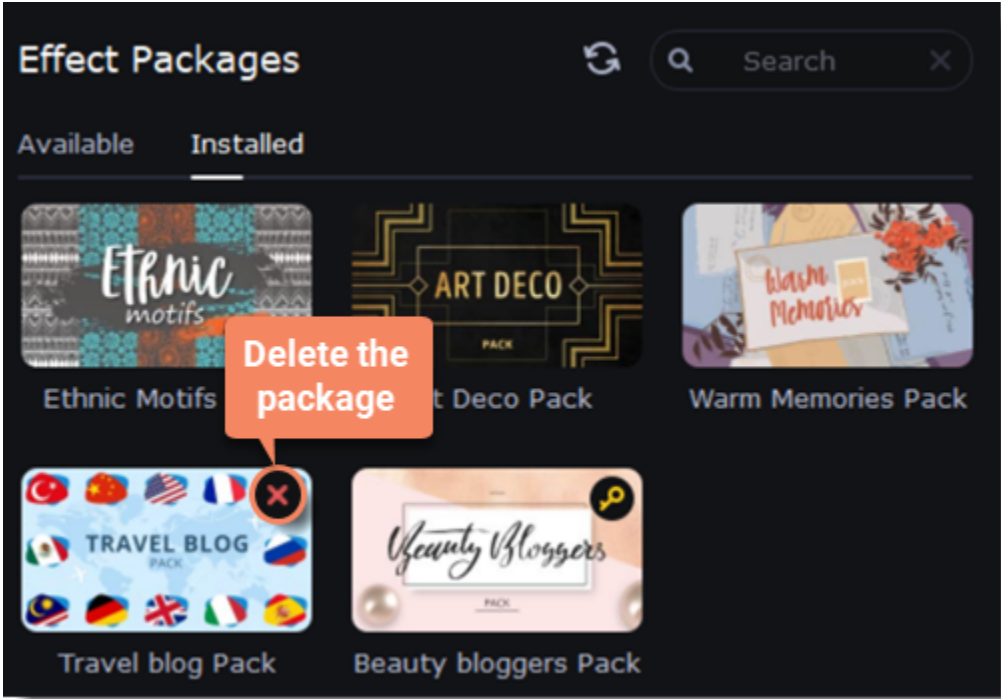 Effect Packages
Search
Available
Installed
Ethnic
motifs
ART DECO
PACK
Warm
Memories
Delete the
package
Ethnic Motifs
t Deco Pack
Warm Memories Pack
TRAVEL BLOG
PACK
Beauty Bloggers
PACK
Travel blog Pack
Beauty bloggers Pack